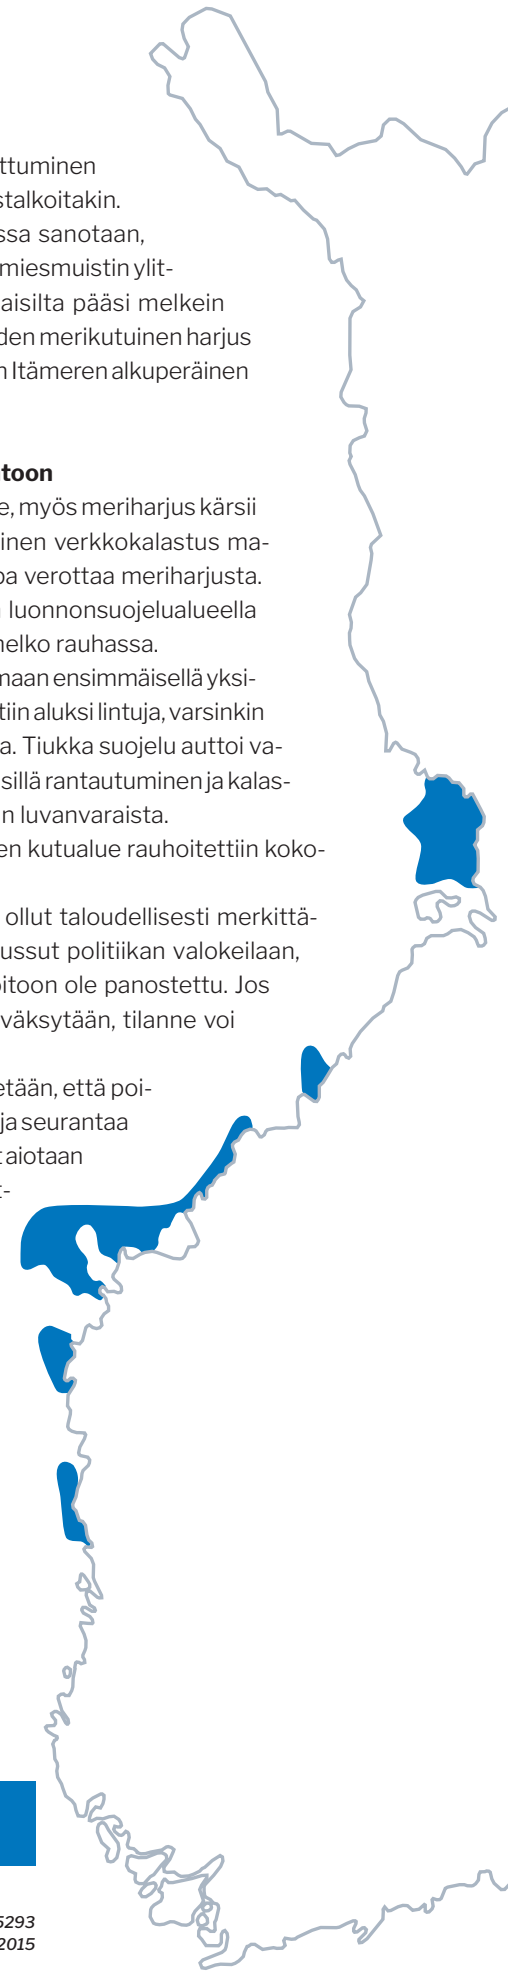 ttuminen
stalkoitakin.
ssa sanotaan,
miesmuistin ylit-
aisilta pääsi melkein
den merikutuinen harjus
n Itämeren alkuperäinen
toon
e, myös meriharjus kärsii
inen verkkokalastus ma-
pa verottaa meriharjusta.
luonnonsuojelualueella
nelko rauhassa.
maan ensimmäisellä yksi-
tiin aluksi lintuja, varsinkin
a. Tiukka suojelu auttoi va-
sillä rantautuminen ja kalas-
n luvanvaraista.
en kutualue rauhoitettiin koko-
ollut taloudellisesti merkittä-
ussut politiikan valokeilaan,
oitoon ole panostettu. Jos
väksytään, tilanne voi
etään, että poi-
ja seurantaa
t aiotaan
t-
5293
2015